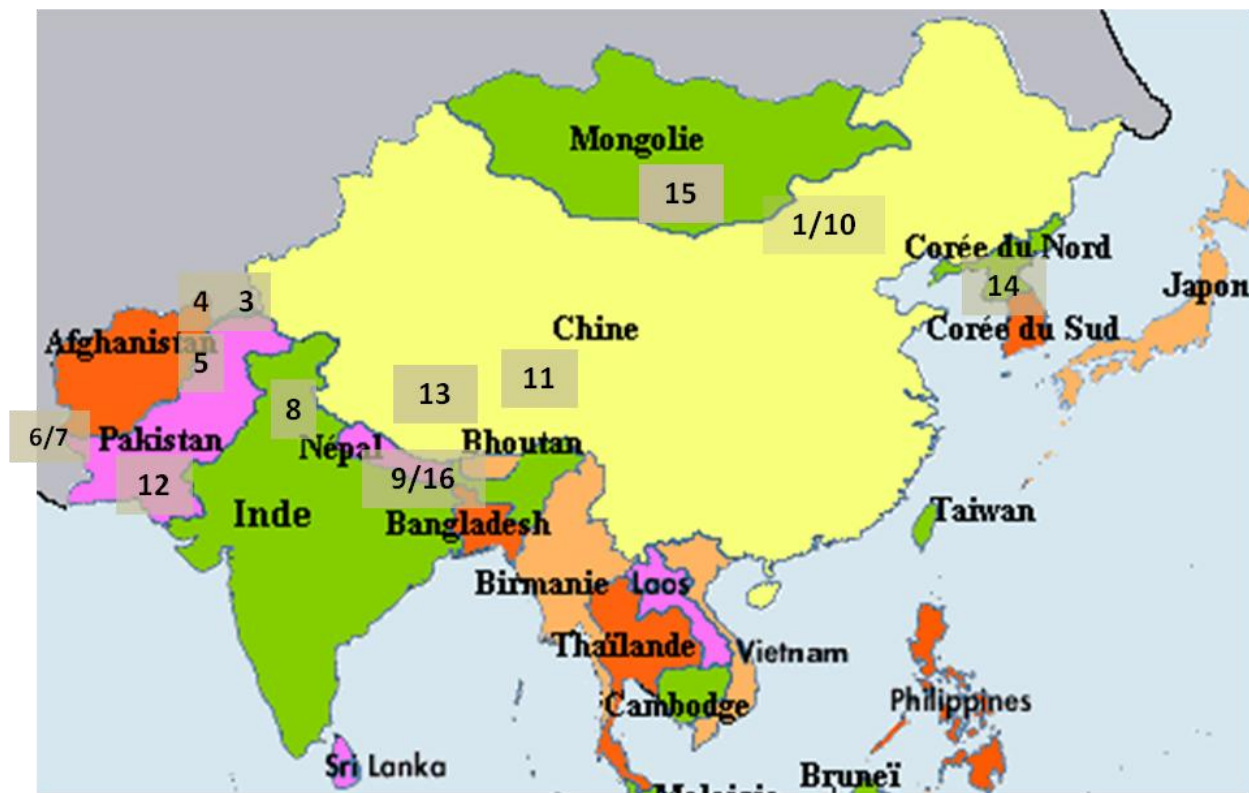 Mongolie
15
1/10
Corée du Nord
4
3
14
Japon
Afghanistan
Chine
Corée du Sud
5
11
13
8
6/7
Pakistan
Népal
Bhoutan
12
9/16
Inde
Bangladesh
Taiwan
Birmanie
Laos
Thaïlande
Vietnam
Cambodge
Philippines
Sri Lanka
Bruneï
Malaisie